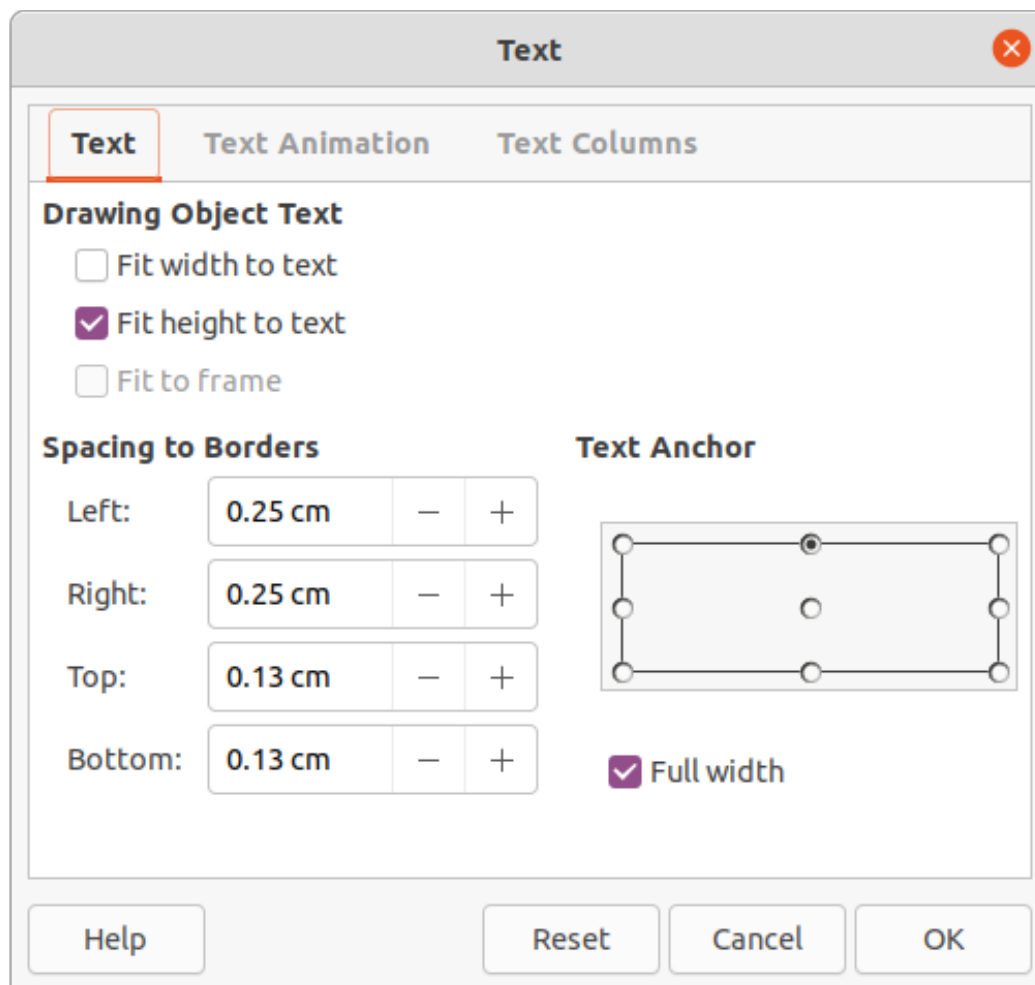 Text
Text Text Animation Text Columns
Drawing Object Text
Fit width to text
Fit height to text
Fit to frame
Spacing to Borders
Left: 0.25 cm
Right: 0.25 cm
Top: 0.13 cm
Bottom: 0.13 cm
Text Anchor
Full width
Help Reset Cancel OK